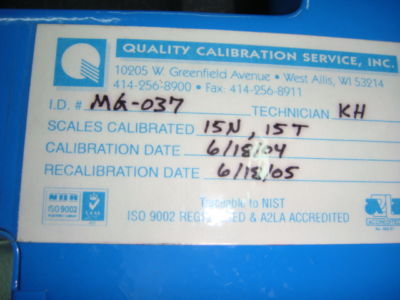 QUALITY CALIBRATION SERVICE, INC.
10205 W. Greenfield Avenue • West Allis, WI 53214
414-256-8900 • Fax: 414-256-8911
I.D. # MG-037 TECHNICIAN KH
SCALES CALIBRATED 15N, 15T
CALIBRATION DATE 6/18/04
RECALIBRATION DATE 6/18/05
Traceable to NIST
ISO 9002 REGISTERED & A2LA ACCREDITED
NQA
ISO 9002
ACCREDITED